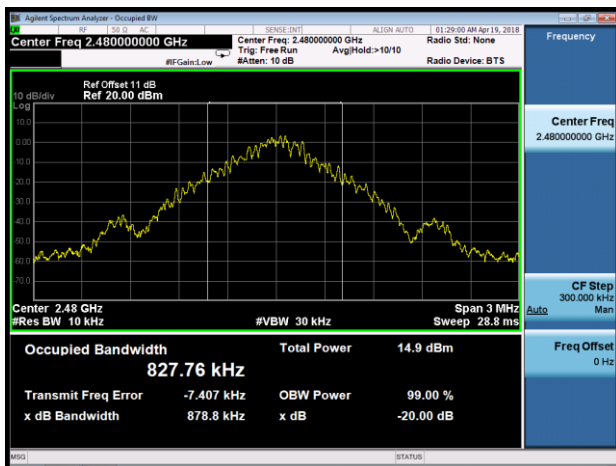 Agilent Spectrum Analyzer - Occupied BW
RF 50 Ω AC SENSE:INT ALIGN AUTO 01:29:00 AM Apr 19, 2018
Center Freq 2.480000000 GHz
Center Freq: 2.480000000 GHz Radio Std: None
Trig: Free Run Avg|Hold:>10/10
#IFGain:Low #Atten: 10 dB Radio Device: BTS
Ref Offset 11 dB
10 dB/div Ref 20.00 dBm
Log
10.0
0.00
-10.0
-20.0
-30.0
-40.0
-50.0
-60.0
-70.0
Center 2.48 GHz Span 3 MHz
#Res BW 10 kHz #VBW 30 kHz Sweep 28.8 ms
Occupied Bandwidth Total Power 14.9 dBm
827.76 kHz
Transmit Freq Error -7.407 kHz OBW Power 99.00 %
x dB Bandwidth 878.8 kHz x dB -20.00 dB
MSG STATUS
Frequency
Center Freq
2.480000000 GHz
CF Step
300.000 kHz
Auto Man
Freq Offset
0 Hz